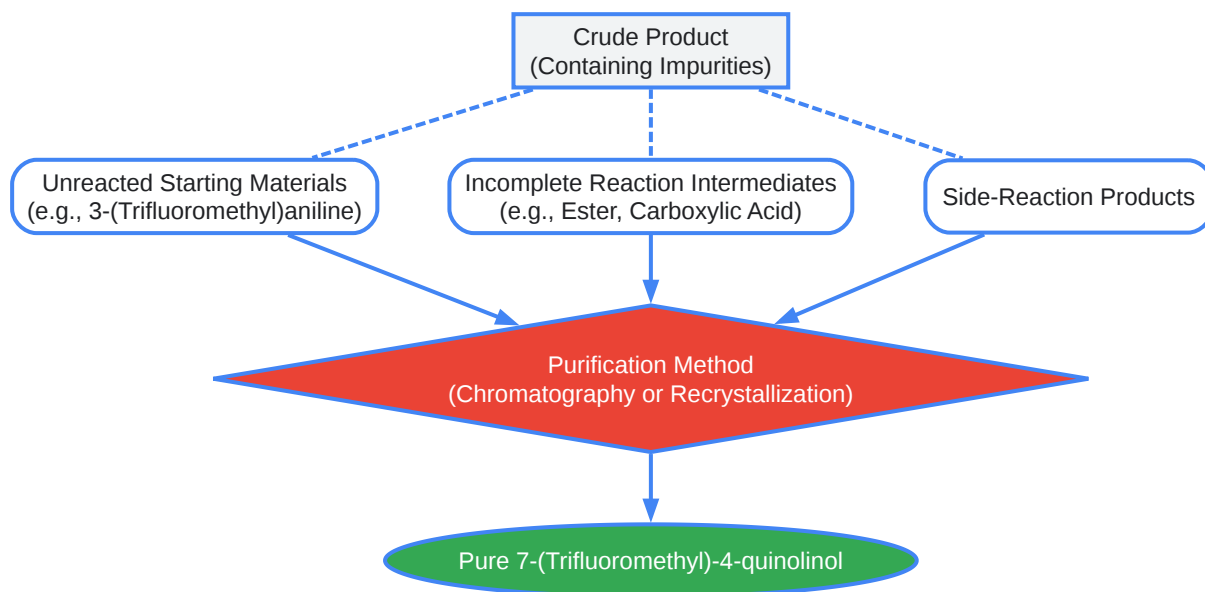 Crude Product
(Containing Impurities)
Unreacted Starting Materials
(e.g., 3-(Trifluoromethyl)aniline)
Incomplete Reaction Intermediates
(e.g., Ester, Carboxylic Acid)
Side-Reaction Products
Purification Method
(Chromatography or Recrystallization)
Pure 7-(Trifluoromethyl)-4-quinolinol